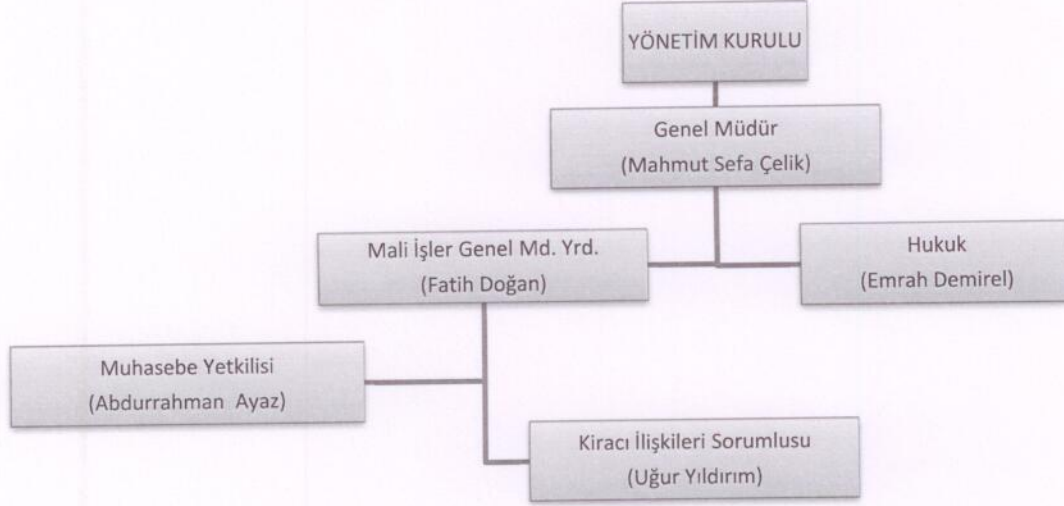 YÖNETİM KURULU
Genel Müdür
(Mahmut Sefa Çelik)
Mali İşler Genel Md. Yrd.
(Fatih Doğan)
Hukuk
(Emrah Demirel)
Muhasebe Yetkilisi
(Abdurrahman Ayaz)
Kiracı İlişkileri Sorumlusu
(Uğur Yıldırım)